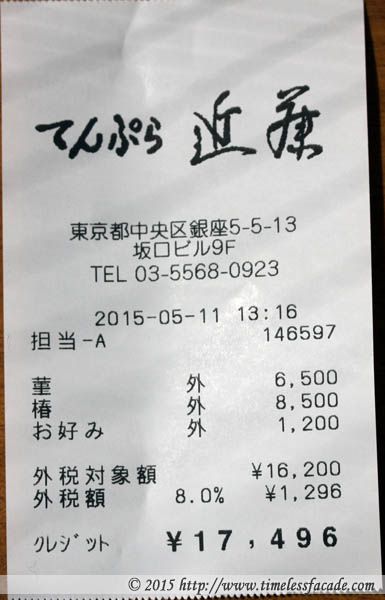 てんぷら 近藤
東京都中央区銀座5-5-13
坂口ビル9F
TEL 03-5568-0923
2015-05-11 13:16
担当-A 146597
菫 外 6,500
椿 外 8,500
お好み 外 1,200
外税対象額 ¥16,200
外税額 8.0% ¥1,296
クレジット ¥17,496
© 2015 http://www.timelessfacade.com